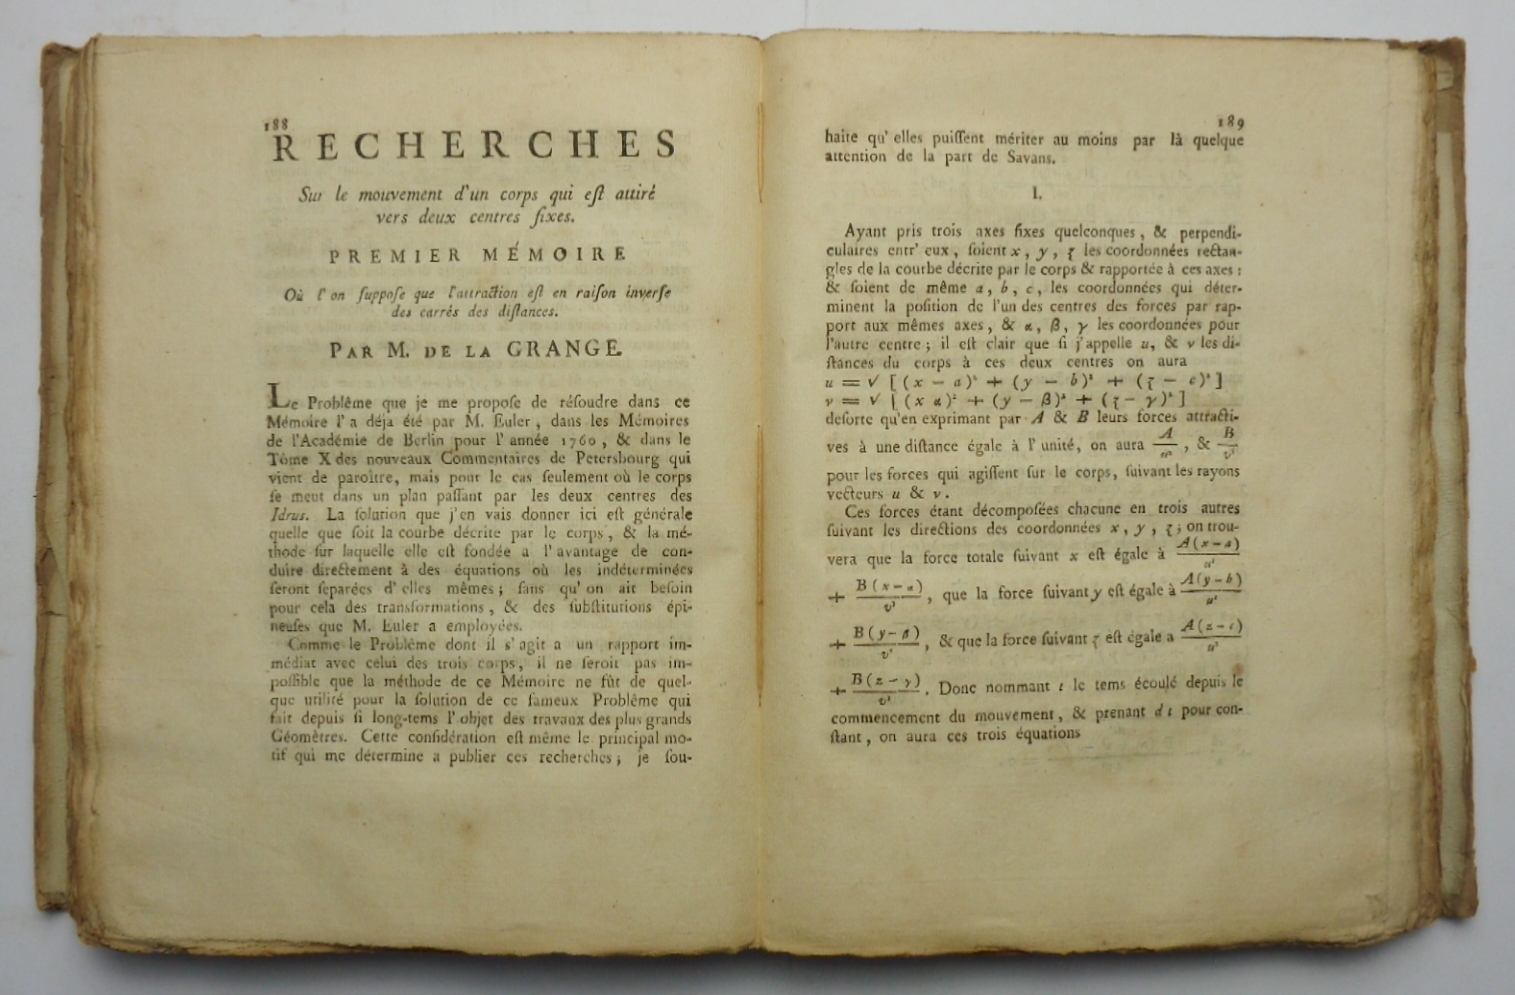 188
RECHERCHES
Sur le mouvement d'un corps qui eſt attiré
vers deux centres fixes.
PREMIER MÉMOIRE
Où l'on ſuppoſe que l'attraction eſt en raiſon inverſe
des carrés des diſtances.
PAR M. DE LA GRANGE.
Le Problême que je me propoſe de réſoudre dans ce
Mémoire l'a déja été par M. Euler, dans les Mémoires
de l'Académie de Berlin pour l'année 1760, & dans le
Tome X des nouveaux Commentaires de Petersbourg qui
vient de paroître, mais pour le cas ſeulement où le corps
ſe meut dans un plan paſſant par les deux centres des
Idrus. La ſolution que j'en vais donner ici eſt générale
quelle que ſoit la courbe décrite par le corps, & la mé-
thode ſur laquelle elle eſt fondée a l'avantage de con-
duire directement à des équations où les indéterminées
ſeront ſeparées d'elles mêmes; ſans qu'on ait beſoin
pour cela des transformations, & des ſubſtitutions épi-
neuſes que M. Euler a employées.
Comme le Problême dont il s'agit a un rapport im-
médiat avec celui des trois corps, il ne ſeroit pas im-
poſſible que la méthode de ce Mémoire ne fût de quel-
que utilité pour la ſolution de ce fameux Problême qui
fait depuis ſi long-tems l'objet des travaux des plus grands
Géomêtres. Cette conſidération eſt même le principal mo-
tif qui me détermine a publier ces recherches; je ſou-
189
haite qu'elles puiſſent mériter au moins par là quelque
attention de la part de Savans.
I.
Ayant pris trois axes fixes quelconques, & perpendi-
culaires entr'eux, ſoient x, y, z les coordonnées rectan-
gles de la courbe décrite par le corps & rapportée à ces axes:
& ſoient de même a, b, c, les coordonnées qui déter-
minent la poſition de l'un des centres des forces par rap-
port aux mêmes axes, & α, β, γ les coordonnées pour
l'autre centre; il eſt clair que ſi j'appelle u, & v les di-
ſtances du corps à ces deux centres on aura
u = √ [(x − a)² + (y − b)² + (z − c)²]
v = √ [(x α)² + (y − β)² + (z − γ)²]
deſorte qu'en exprimant par A & B leurs forces attracti-
ves à une diſtance égale à l'unité, on aura A/u², & B/v²
pour les forces qui agiſſent ſur le corps, ſuivant les rayons
vecteurs u & v.
Ces forces étant décompoſées chacune en trois autres
ſuivant les directions des coordonnées x, y, z; on trou-
vera que la force totale ſuivant x eſt égale à A(x−a)/u³
+ B(x−α)/v³, que la force ſuivant y eſt égale à A(y−b)/u³
+ B(y−β)/v³, & que la force ſuivant z eſt égale a A(z−c)/u³
+ B(z−γ)/v³. Donc nommant t le tems écoulé depuis le
commencement du mouvement, & prenant dt pour con-
ſtant, on aura ces trois équations